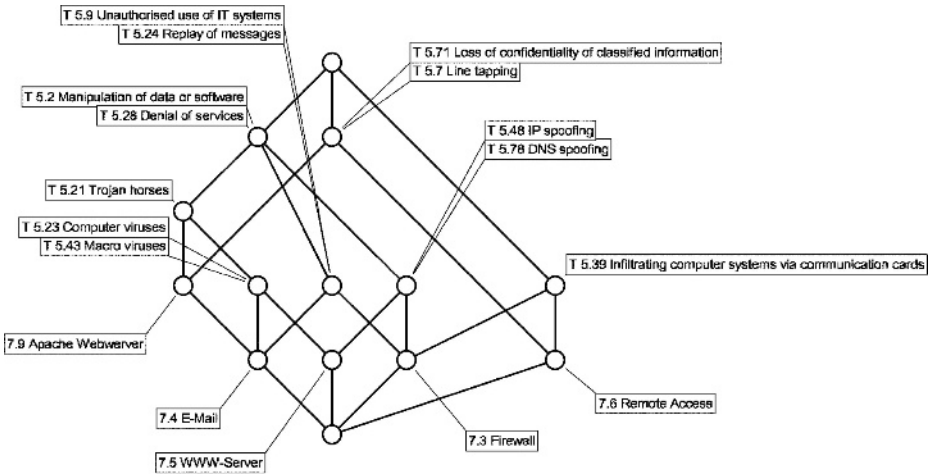 T 5.9 Unauthorised use of IT systems
T 5.24 Replay of messages
T 5.71 Loss of confidentiality of classified information
T 5.7 Line tapping
T 5.2 Manipulation of data or software
T 5.28 Denial of services
T 5.48 IP spoofing
T 5.78 DNS spoofing
T 5.21 Trojan horses
T 5.23 Computer viruses
T 5.43 Macro viruses
T 5.39 Infiltrating computer systems via communication cards
7.9 Apache Webwerver
7.6 Remote Access
7.4 E-Mail
7.3 Firewall
7.5 WWW-Server